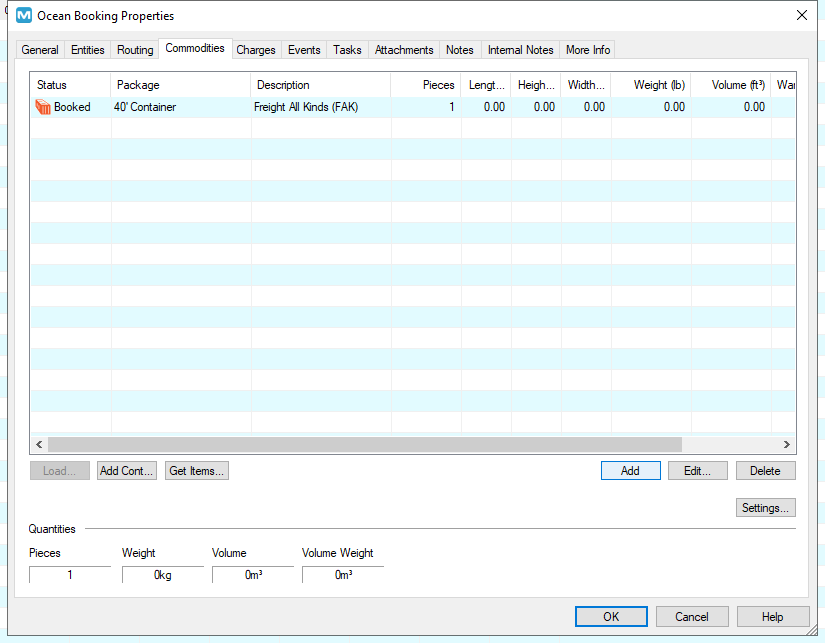 Ocean Booking Properties
General Entities Routing Commodities Charges Events Tasks Attachments Notes Internal Notes More Info
Status Package Description Pieces Lengt... Heigh... Width... Weight (lb) Volume (ft³) War
Booked 40' Container Freight All Kinds (FAK) 1 0.00 0.00 0.00 0.00 0.00
Load... Add Cont... Get Items... Add Edit... Delete
Settings...
Quantities
Pieces Weight Volume Volume Weight
1 0kg 0m³ 0m³
OK Cancel Help